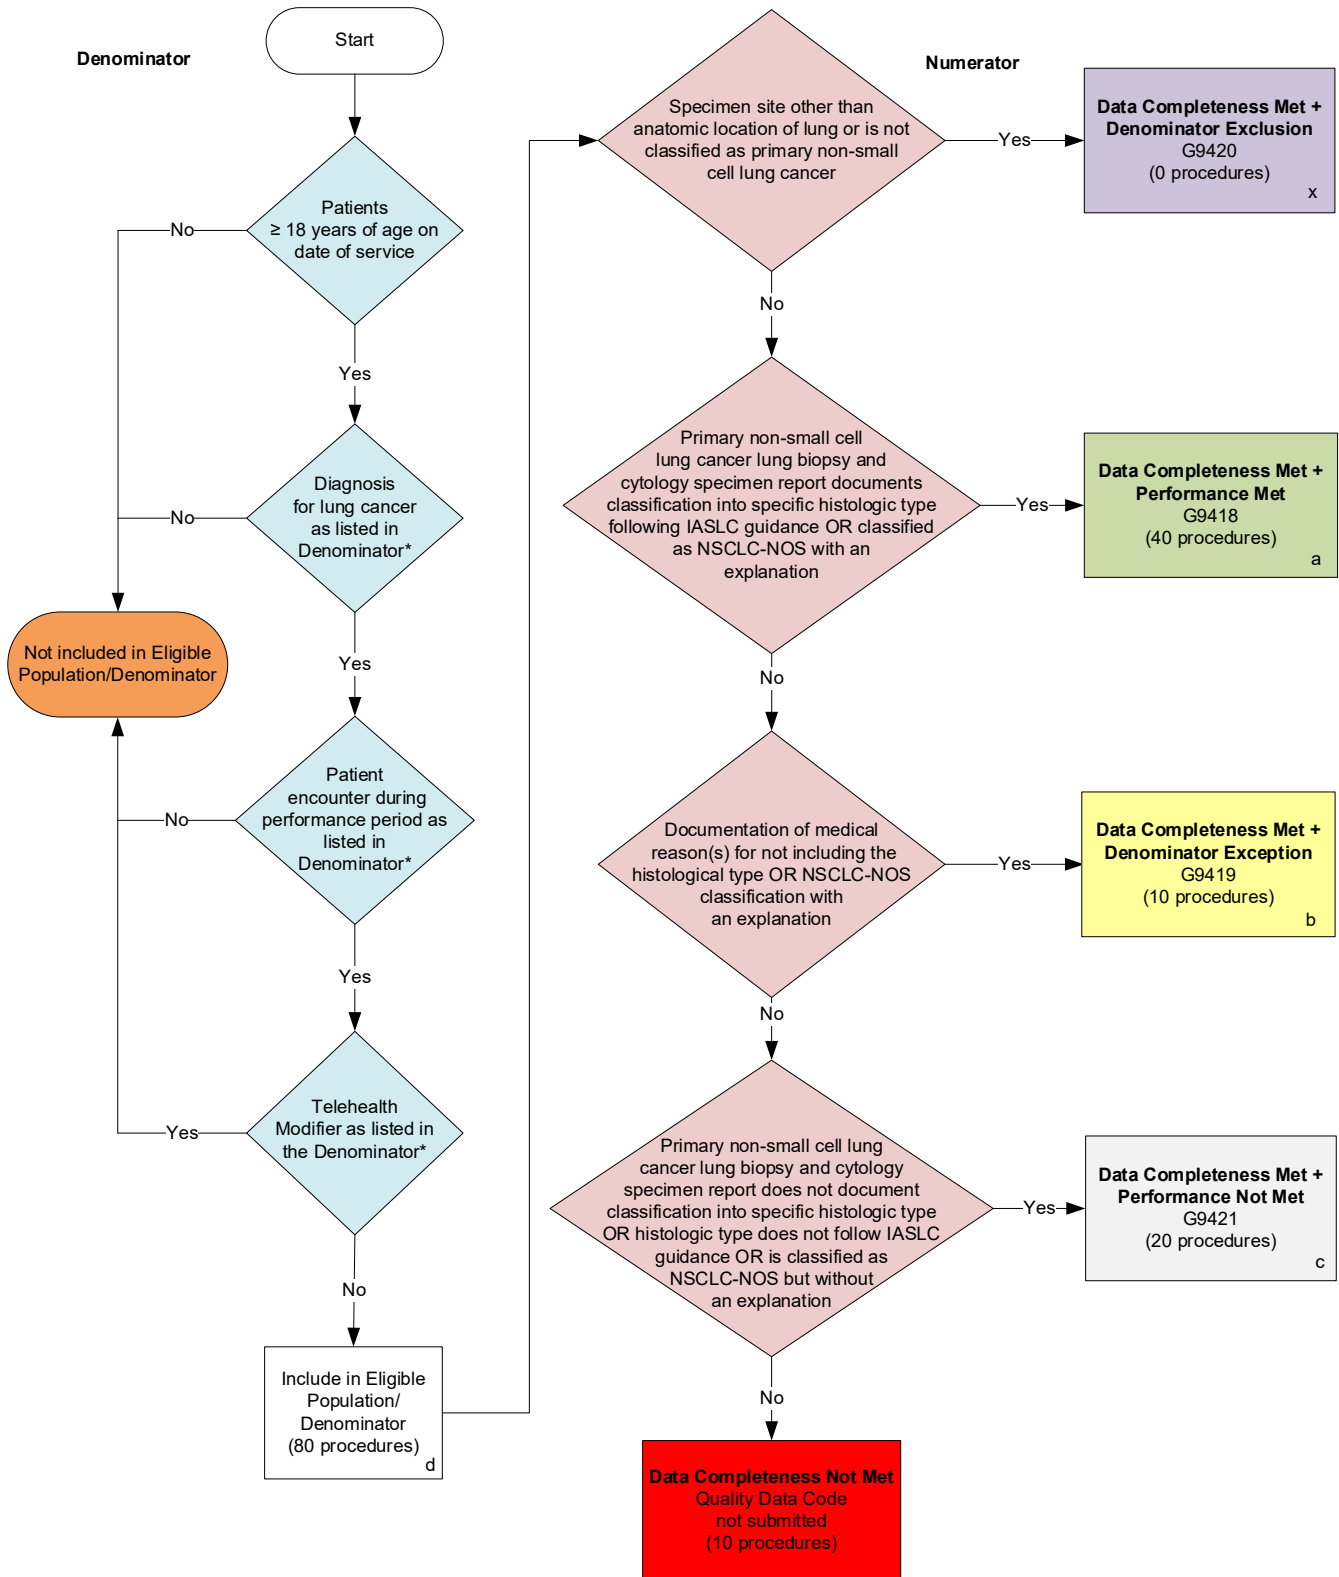 Start
Denominator
Patients
≥ 18 years of age on
date of service
No
Yes
Diagnosis
for lung cancer
as listed in
Denominator*
No
Yes
Not included in Eligible
Population/Denominator
Patient
encounter during
performance period as
listed in
Denominator*
No
Yes
Telehealth
Modifier as listed in
the Denominator*
Yes
No
Include in Eligible
Population/
Denominator
(80 procedures)
d
Numerator
Specimen site other than
anatomic location of lung or is not
classified as primary non-small
cell lung cancer
Yes
Data Completeness Met +
Denominator Exclusion
G9420
(0 procedures)
x
No
Primary non-small cell
lung cancer lung biopsy and
cytology specimen report documents
classification into specific histologic type
following IASLC guidance OR classified
as NSCLC-NOS with an
explanation
Yes
Data Completeness Met +
Performance Met
G9418
(40 procedures)
a
No
Documentation of medical
reason(s) for not including the
histological type OR NSCLC-NOS
classification with
an explanation
Yes
Data Completeness Met +
Denominator Exception
G9419
(10 procedures)
b
No
Primary non-small cell lung
cancer lung biopsy and cytology
specimen report does not document
classification into specific histologic type
OR histologic type does not follow IASLC
guidance OR is classified as
NSCLC-NOS but without
an explanation
Yes
Data Completeness Met +
Performance Not Met
G9421
(20 procedures)
c
No
Data Completeness Not Met
Quality Data Code
not submitted
(10 procedures)